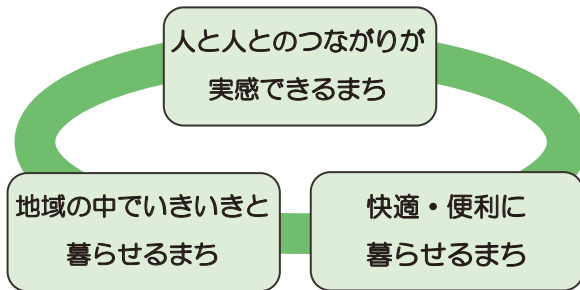 人と人とのつながりが
実感できるまち
地域の中でいきいきと
暮らせるまち
快適・便利に
暮らせるまち